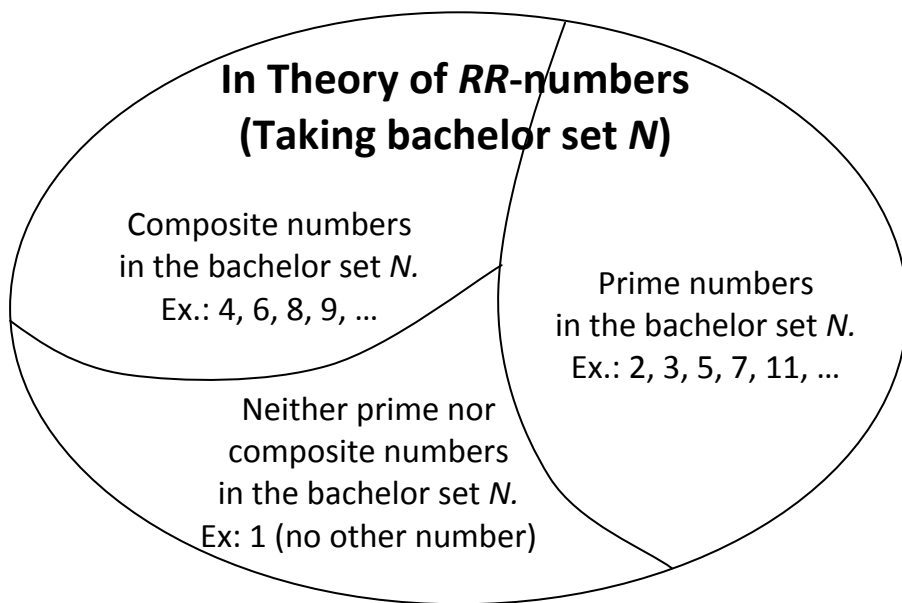 In Theory of RR-numbers
(Taking bachelor set N)
Composite numbers
in the bachelor set N.
Ex.: 4, 6, 8, 9, ...
Prime numbers
in the bachelor set N.
Ex.: 2, 3, 5, 7, 11, ...
Neither prime nor
composite numbers
in the bachelor set N.
Ex: 1 (no other number)